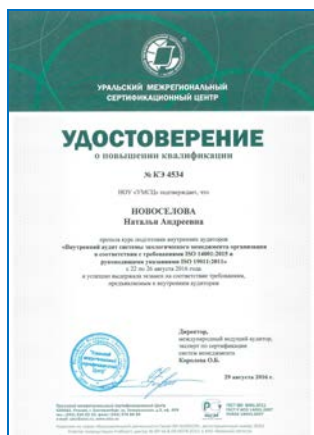 УРАЛЬСКИЙ МЕЖРЕГИОНАЛЬНЫЙ
СЕРТИФИКАЦИОННЫЙ ЦЕНТР
УДОСТОВЕРЕНИЕ
о повышении квалификации
№ КЭ 4534
НОУ «УМСЦ» подтверждает, что
НОВОСЕЛОВА
Наталья Андреевна
прошла курс подготовки внутренних аудиторов
«Внутренний аудит системы экологического менеджмента организации
в соответствии с требованиями ISO 14001:2015 и
руководящими указаниями ISO 19011:2011»
с 22 по 26 августа 2016 года
и успешно выдержала экзамен на соответствие требованиям,
предъявляемым к внутренним аудиторам
Директор,
международный ведущий аудитор,
эксперт по сертификации
систем менеджмента
Королева О.Б.
29 августа 2016 г.